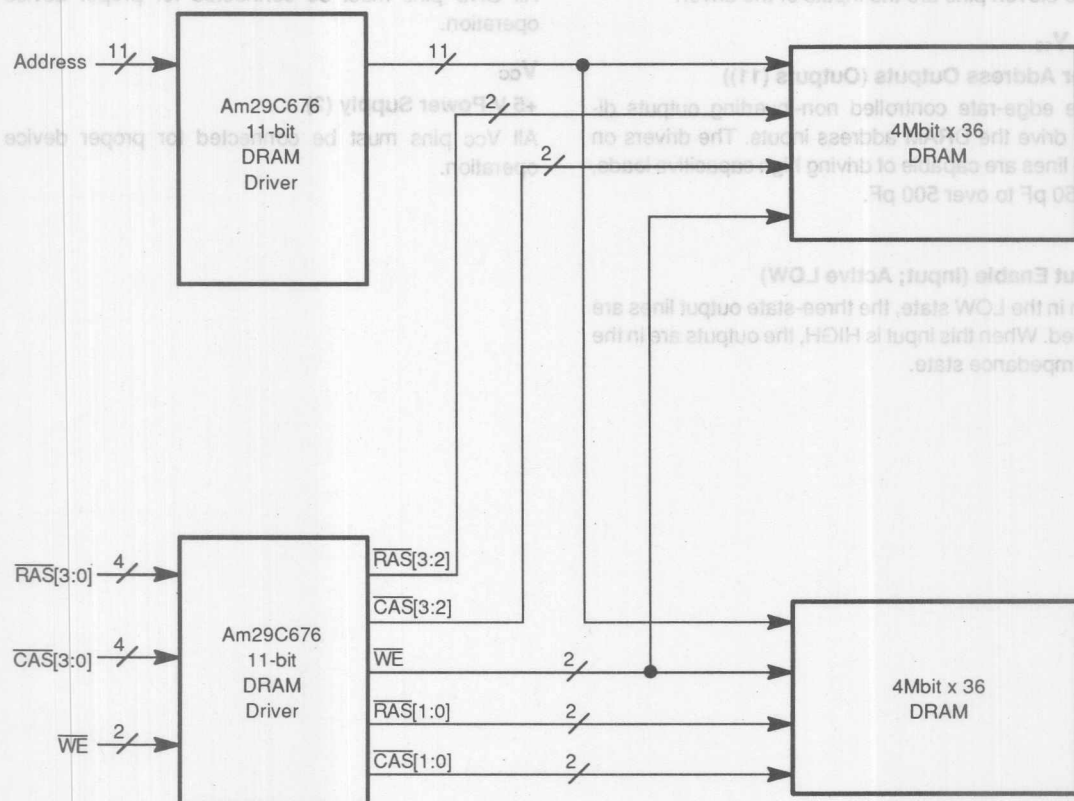 Address
11
11
Am29C676
11-bit
DRAM
Driver
2
2
4Mbit x 36
DRAM
RAS[3:0]
4
CAS[3:0]
4
WE
2
Am29C676
11-bit
DRAM
Driver
RAS[3:2]
CAS[3:2]
WE
2
RAS[1:0]
2
CAS[1:0]
2
4Mbit x 36
DRAM